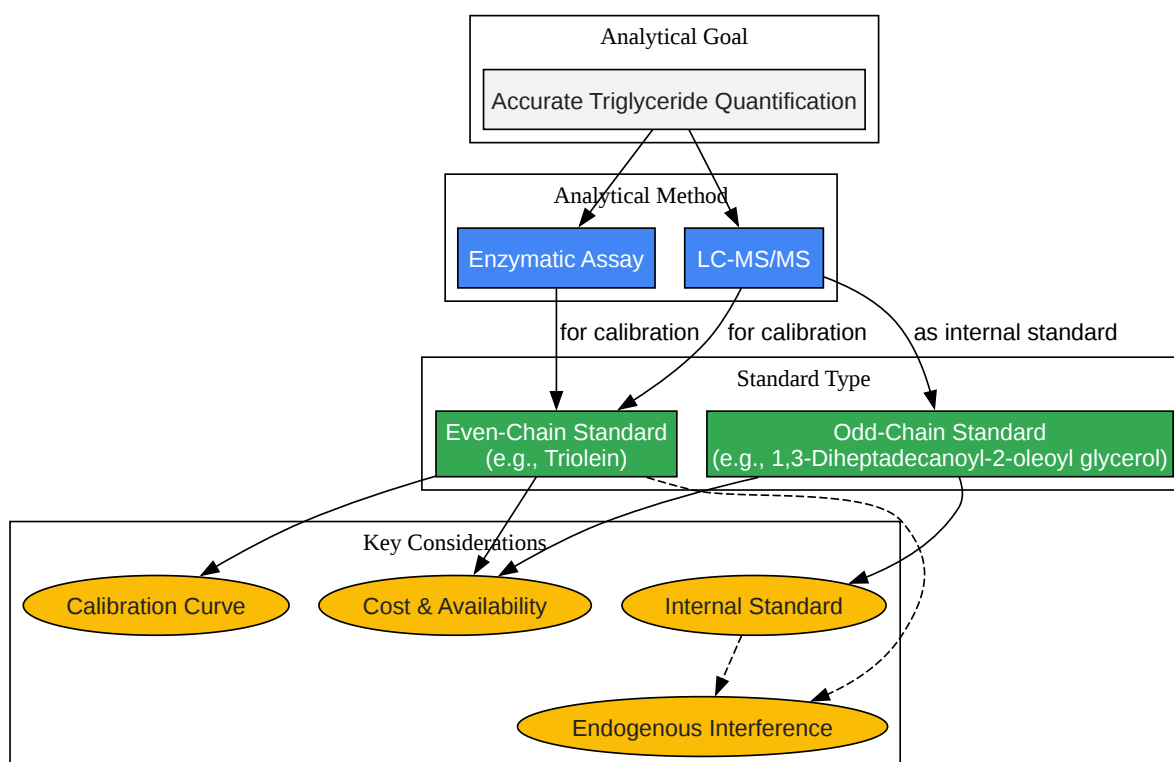 Analytical Goal
Accurate Triglyceride Quantification
Analytical Method
Enzymatic Assay
LC-MS/MS
for calibration
for calibration
as internal standard
Standard Type
Even-Chain Standard
(e.g., Triolein)
Odd-Chain Standard
(e.g., 1,3-Diheptadecanoyl-2-oleoyl glycerol)
Key Considerations
Calibration Curve
Cost & Availability
Internal Standard
Endogenous Interference